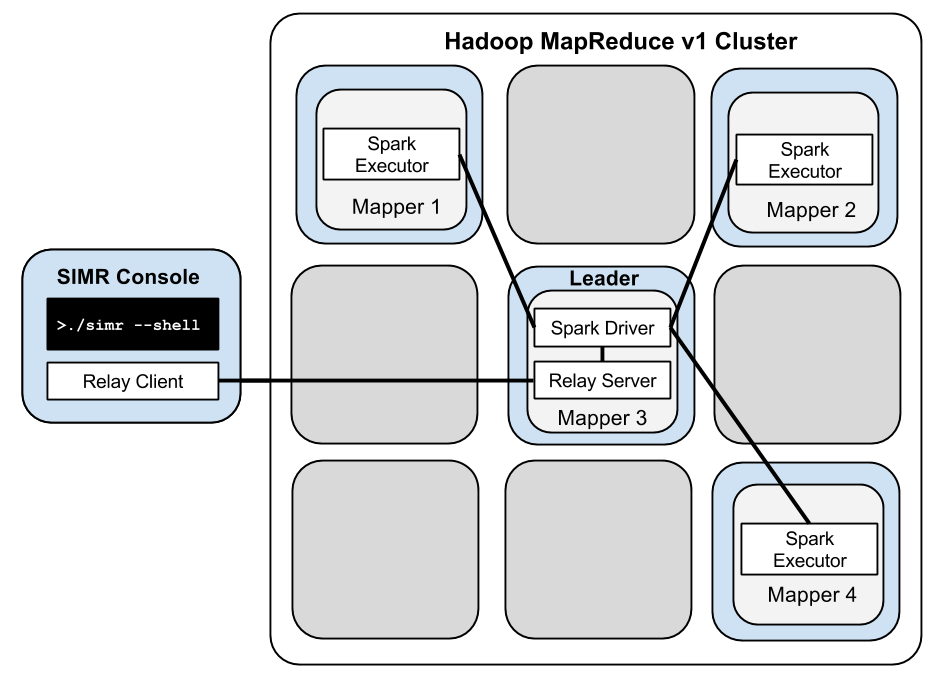 Hadoop MapReduce v1 Cluster
Spark
Executor
Mapper 1
Spark
Executor
Mapper 2
SIMR Console
>./simr --shell
Relay Client
Leader
Spark Driver
Relay Server
Mapper 3
Spark
Executor
Mapper 4